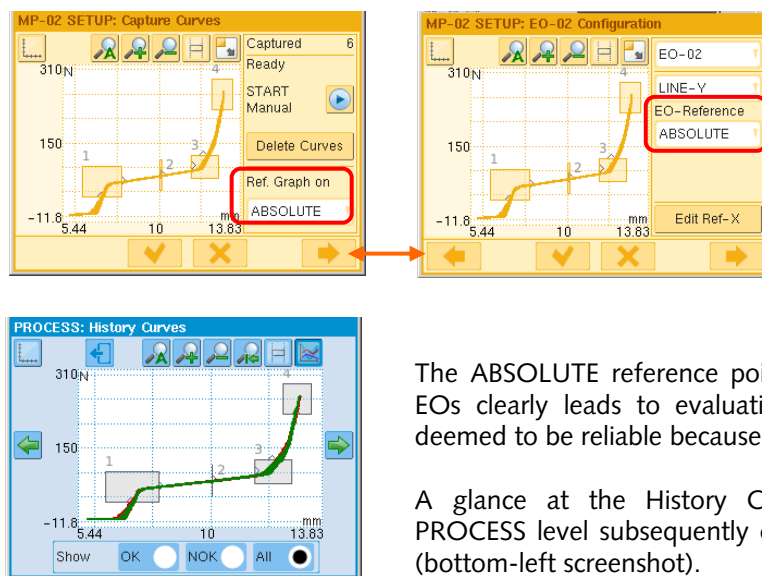 MP-02 SETUP: Capture Curves
Captured 6
Ready
START
Manual
Delete Curves
Ref. Graph on
ABSOLUTE
310 N
150
-11.8
5.44 10 13.83
mm
1 2 3 4
MP-02 SETUP: EO-02 Configuration
EO-02
LINE-Y
EO-Reference
ABSOLUTE
Edit Ref-X
310 N
150
-11.8
5.44 10 13.83
mm
1 2 3 4
PROCESS: History Curves
310 N
150
-11.8
5.44 10 13.83
mm
1 2 3 4
Show OK NOK All
The ABSOLUTE reference
EOs clearly leads to
deemed to be reliable because
A glance at the History
PROCESS level subsequently
(bottom-left screenshot).